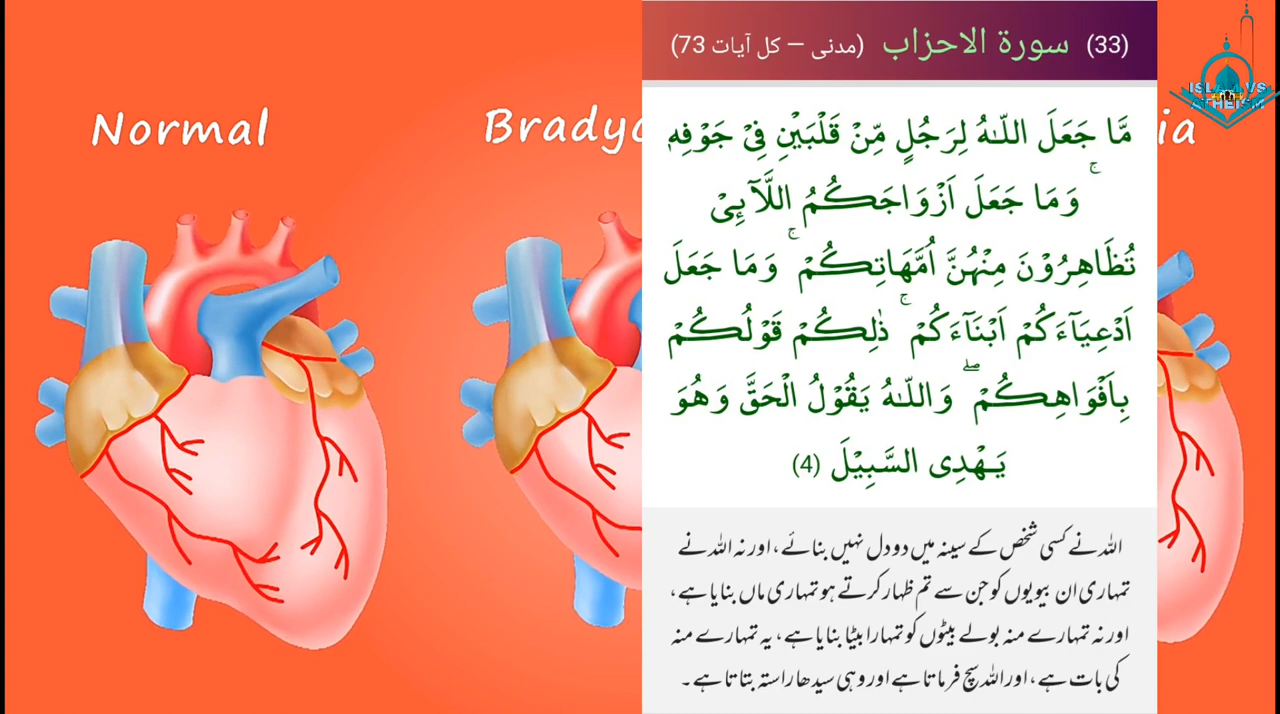 Normal
Bradyc
ia
ISLAM VS
ATHEISM
(33) سورة الاحزاب (مدنی – کل آیات 73)
مَّا جَعَلَ اللّٰهُ لِرَجُلٍ مِّنْ قَلْبَيْنِ فِىْ جَوْفِهٖ ۚ
وَمَا جَعَلَ اَزْوَاجَكُمُ اللَّآئِىْ
تُظَاهِرُوْنَ مِنْهُنَّ اُمَّهَاتِكُمْ ۚ وَمَا جَعَلَ
اَدْعِيَآءَكُمْ اَبْنَآءَكُمْ ۚ ذٰلِكُمْ قَوْلُكُمْ
بِاَفْوَاهِكُمْ ۖ وَاللّٰهُ يَقُوْلُ الْحَقَّ وَهُوَ
يَـهْدِى السَّبِيْلَ (4)
اللہ نے کسی شخص کے سینہ میں دو دل نہیں بنائے، اور نہ اللہ نے
تمہاری ان بیویوں کو جن سے تم ظہار کرتے ہو تمہاری ماں بنایا ہے،
اور نہ تمہارے منہ بولے بیٹوں کو تمہارا بیٹا بنایا ہے، یہ تمہارے منہ
کی بات ہے، اور اللہ سچ فرماتا ہے اور وہی سیدھا راستہ بتاتا ہے۔